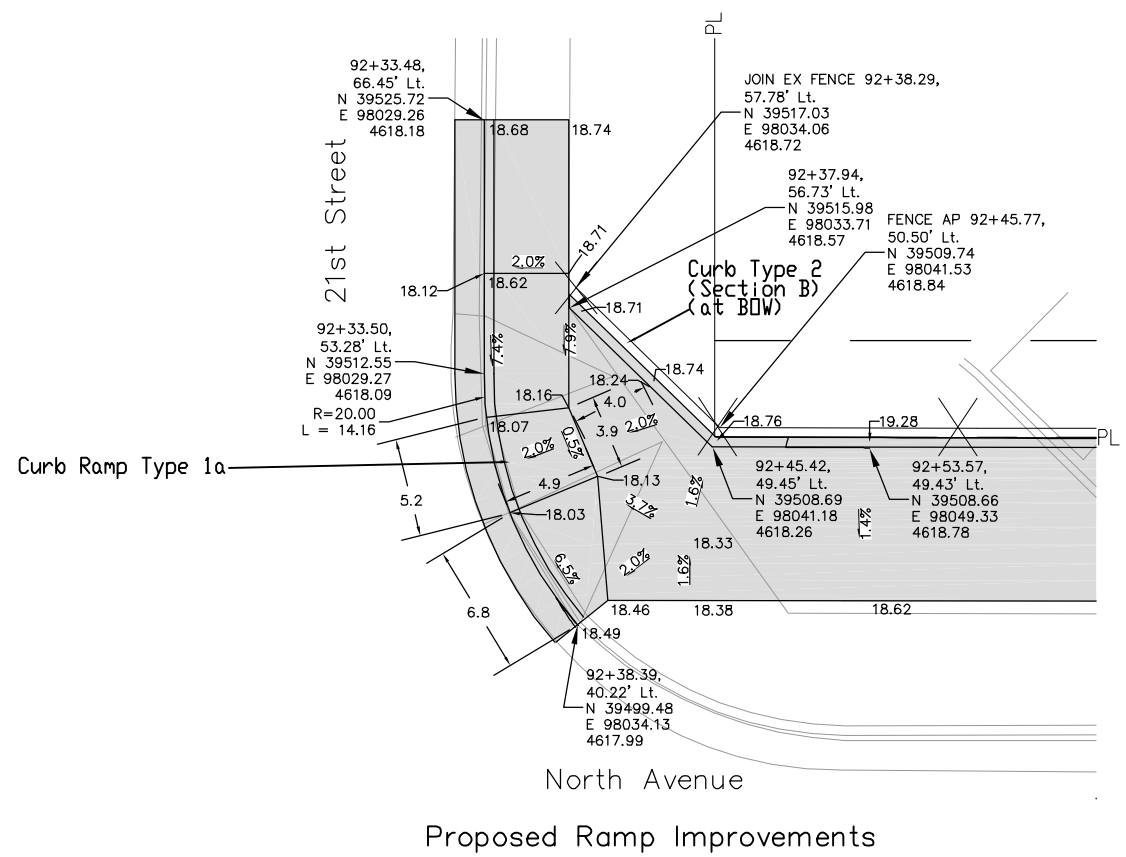 PL
92+33.48,
66.45' Lt.
N 39525.72
E 98029.26
4618.18
JOIN EX FENCE 92+38.29,
57.78' Lt.
N 39517.03
E 98034.06
4618.72
18.68
18.74
21st Street
92+37.94,
56.73' Lt.
N 39515.98
E 98033.71
4618.57
FENCE AP 92+45.77,
50.50' Lt.
N 39509.74
E 98041.53
4618.84
18.71
2.0%
Curb Type 2
(Section B)
(at BOW)
18.12
18.62
18.71
92+33.50,
53.28' Lt.
N 39512.55
E 98029.27
4618.09
7.4%
7.9%
18.74
18.24
R=20.00
L = 14.16
18.16
4.0
18.07
2.0%
0.5%
3.9
2.0%
18.76
19.28
PL
Curb Ramp Type 1a
4.9
18.13
92+45.42,
49.45' Lt.
N 39508.69
E 98041.18
4618.26
92+53.57,
49.43' Lt.
N 39508.66
E 98049.33
4618.78
5.2
18.03
3.7%
1.6%
1.4%
18.33
6.5%
2.0%
1.6%
6.8
18.46
18.38
18.62
18.49
92+38.39,
40.22' Lt.
N 39499.48
E 98034.13
4617.99
North Avenue
Proposed Ramp Improvements